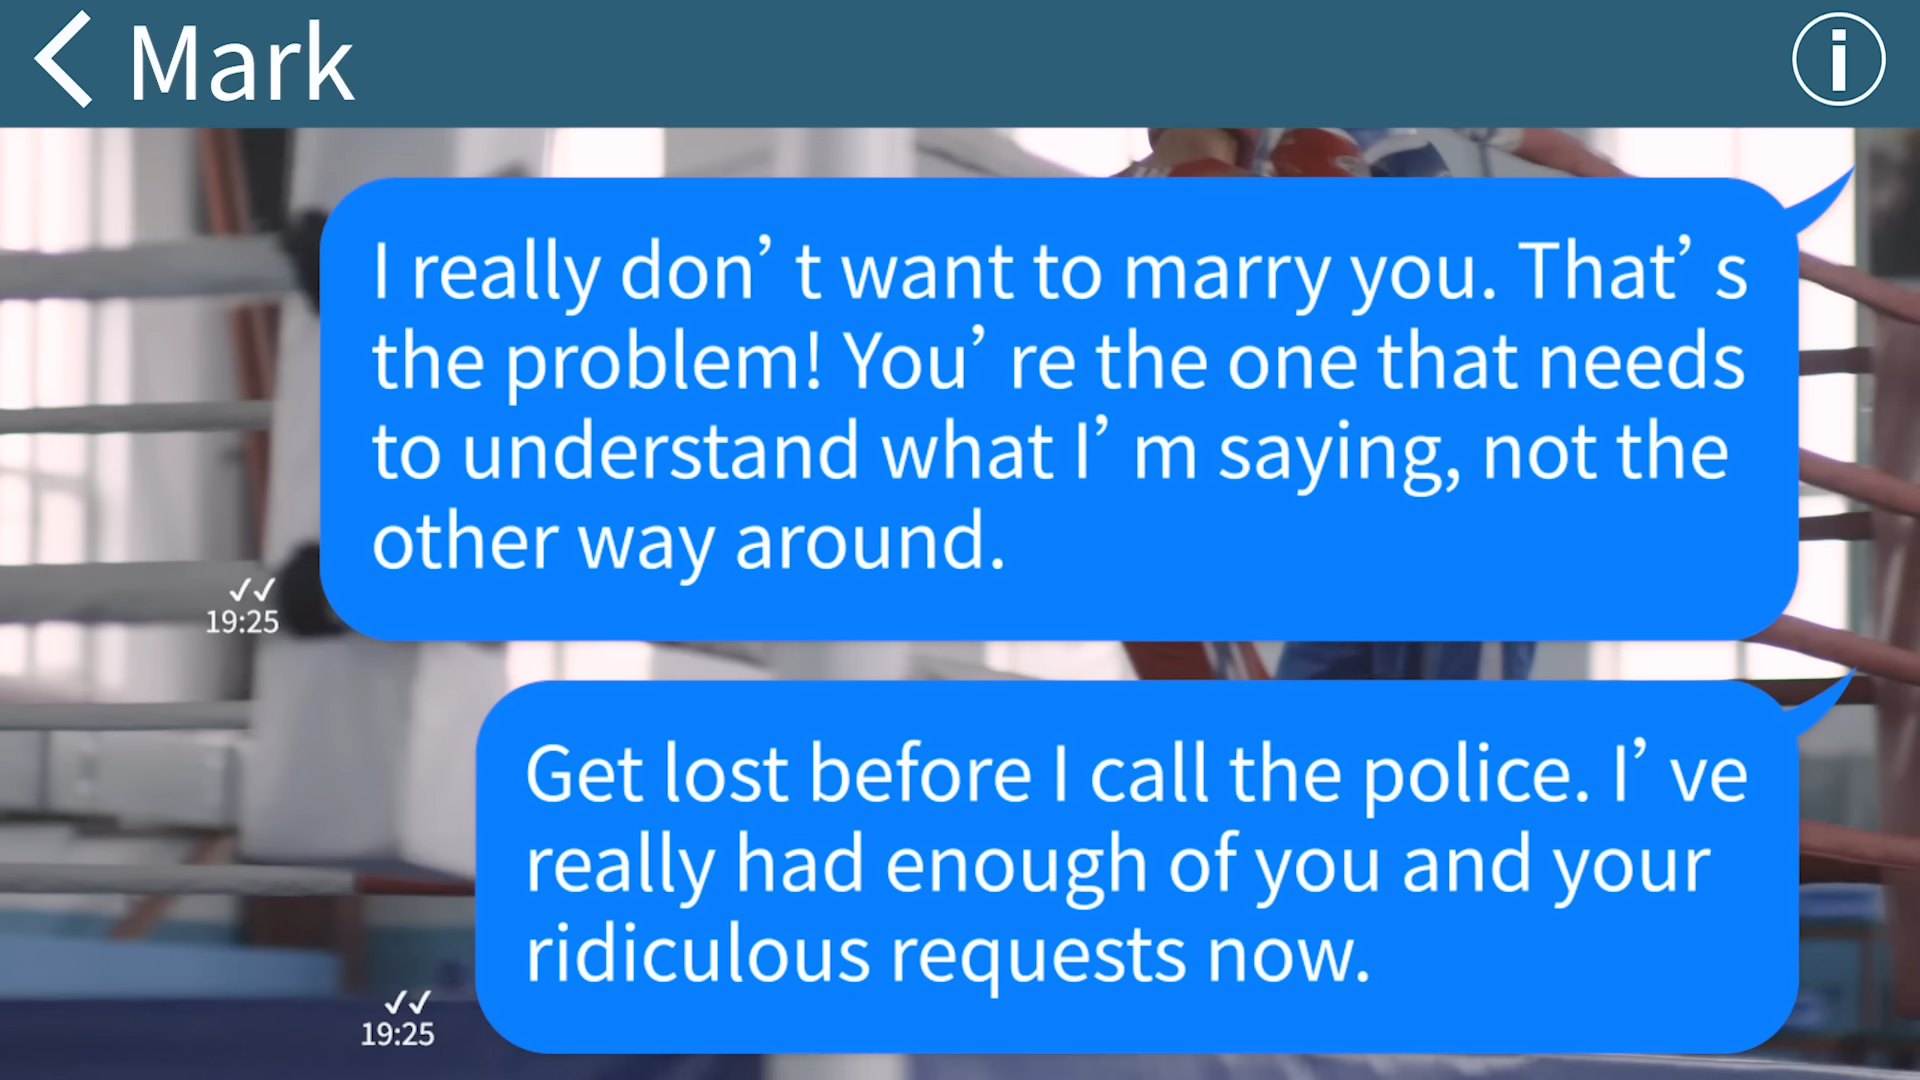 Mark
I really don’t want to marry you. That’s
the problem! You’re the one that needs
to understand what I’m saying, not the
other way around.
19:25
Get lost before I call the police. I’ve
really had enough of you and your
ridiculous requests now.
19:25